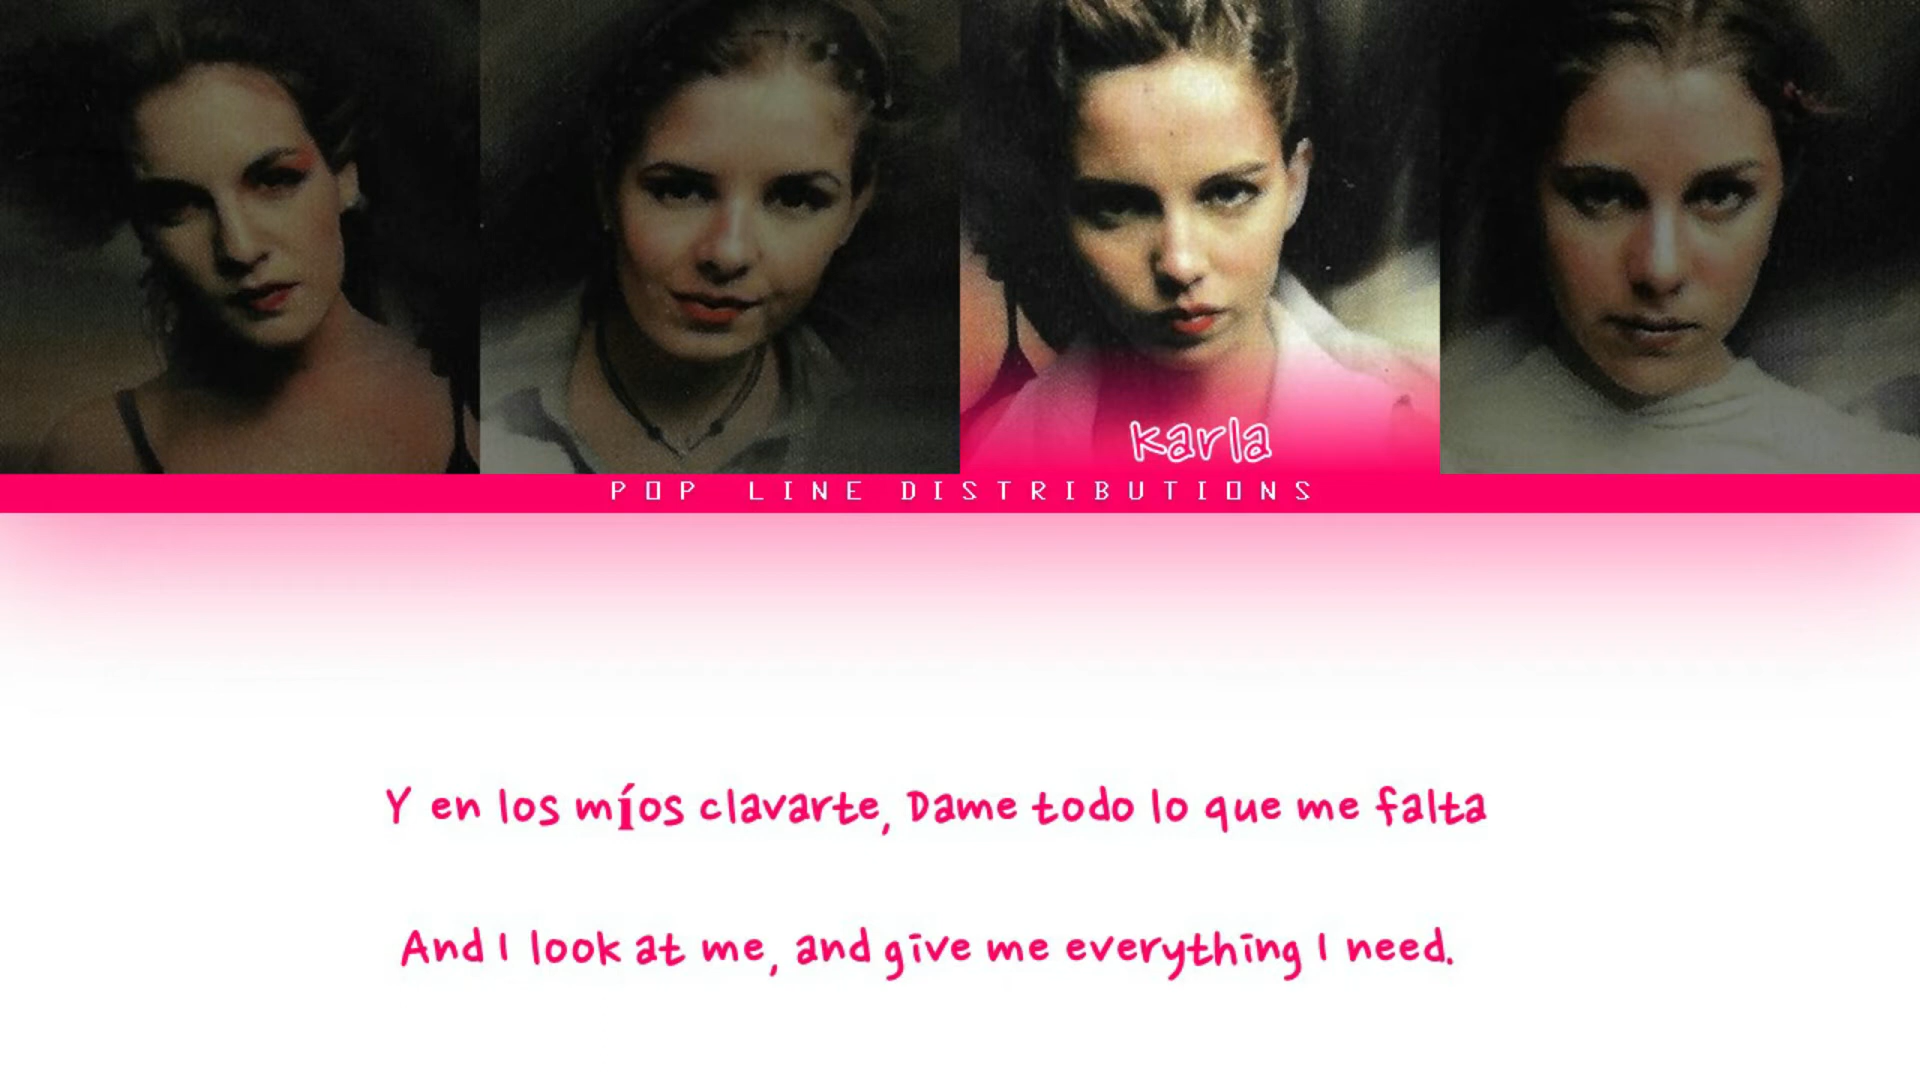 Karla
POP LINE DISTRIBUTIONS
Y en los míos clavarte, Dame todo lo que me falta
And I look at me, and give me everything I need.